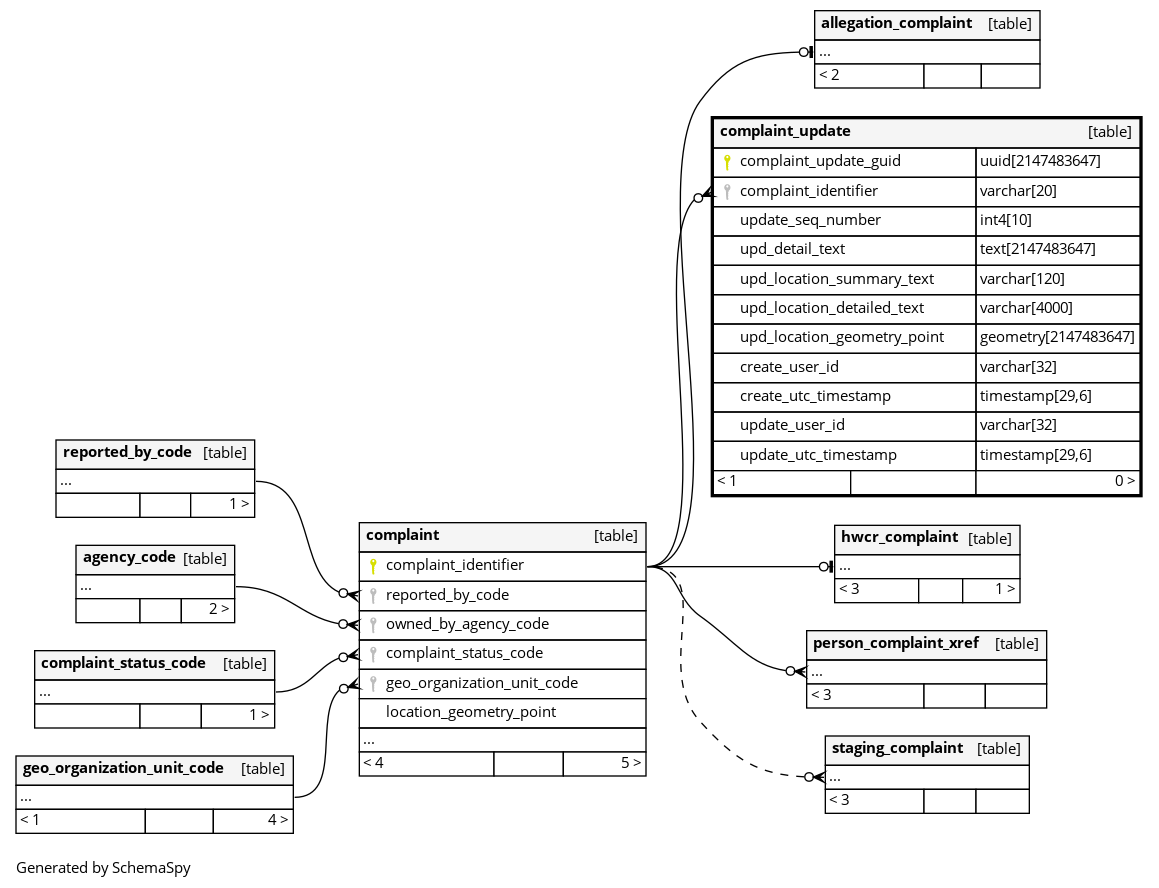 allegation_complaint [table]
...
< 2
complaint_update [table]
complaint_update_guid uuid[2147483647]
complaint_identifier varchar[20]
update_seq_number int4[10]
upd_detail_text text[2147483647]
upd_location_summary_text varchar[120]
upd_location_detailed_text varchar[4000]
upd_location_geometry_point geometry[2147483647]
create_user_id varchar[32]
create_utc_timestamp timestamp[29,6]
update_user_id varchar[32]
update_utc_timestamp timestamp[29,6]
< 1 0 >
reported_by_code [table]
...
1 >
agency_code [table]
...
2 >
complaint_status_code [table]
...
1 >
geo_organization_unit_code [table]
...
< 1 4 >
complaint [table]
complaint_identifier
reported_by_code
owned_by_agency_code
complaint_status_code
geo_organization_unit_code
location_geometry_point
...
< 4 5 >
hwcr_complaint [table]
...
< 3 1 >
person_complaint_xref [table]
...
< 3
staging_complaint [table]
...
< 3
Generated by SchemaSpy